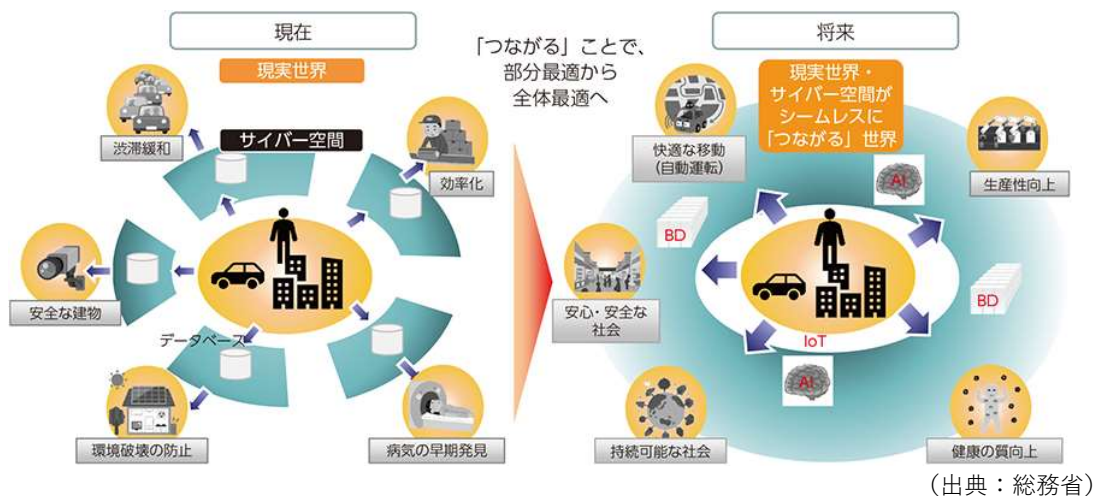 現在
現実世界
サイバー空間
渋滞緩和
効率化
安全な建物
データベース
環境破壊の防止
病気の早期発見
「つながる」ことで、
部分最適から
全体最適へ
将来
現実世界・
サイバー空間が
シームレスに
「つながる」世界
快適な移動
(自動運転)
AI
生産性向上
BD
安心・安全な
社会
BD
IoT
AI
持続可能な社会
健康の質向上
(出典：総務省)